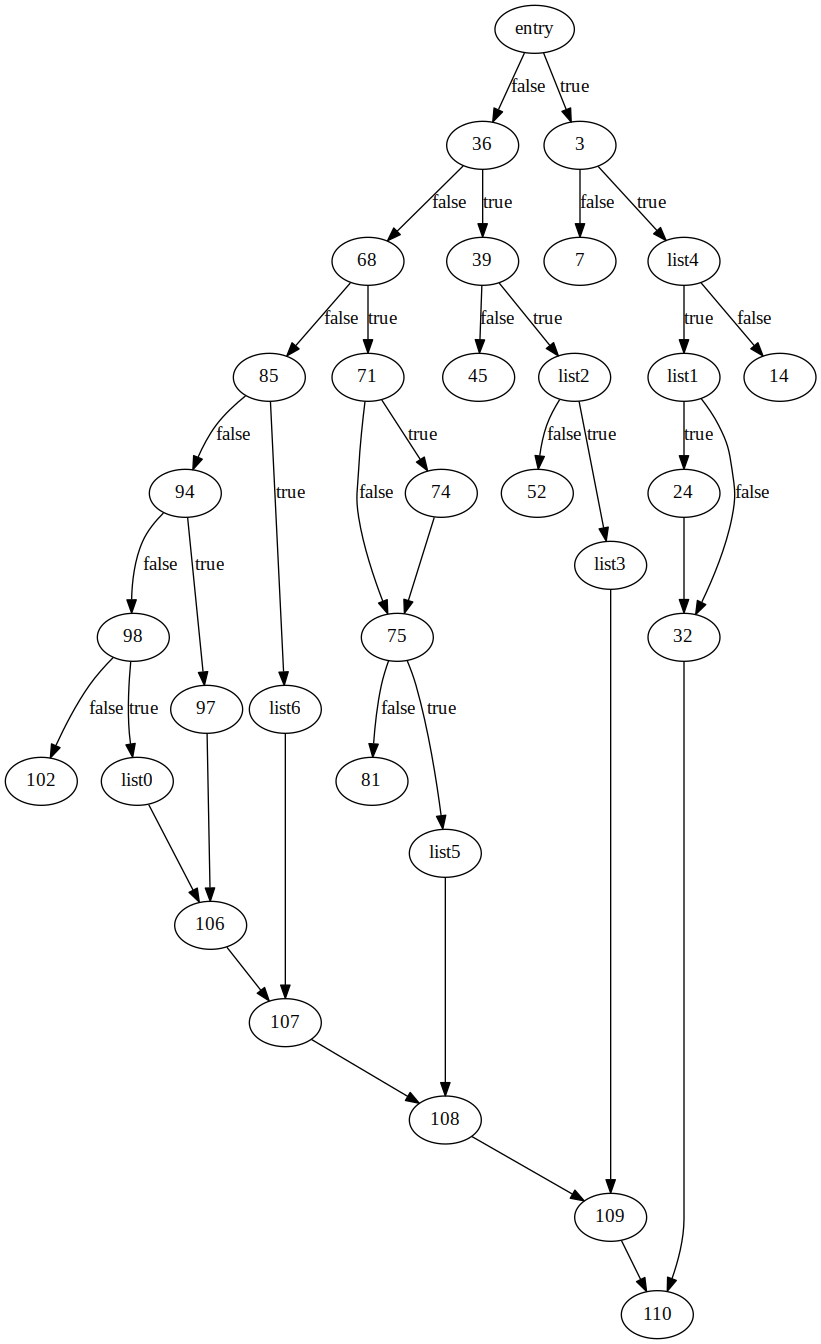 entry
false true
36 3
false true false true
68 39 7 list4
false true false true true false
85 71 45 list2 list1 14
false true false true true
94 true false 74 52 24 false
false true list3
98 75 32
false true 97 list6 false true
102 list0 81
list5
106
107
108
109
110